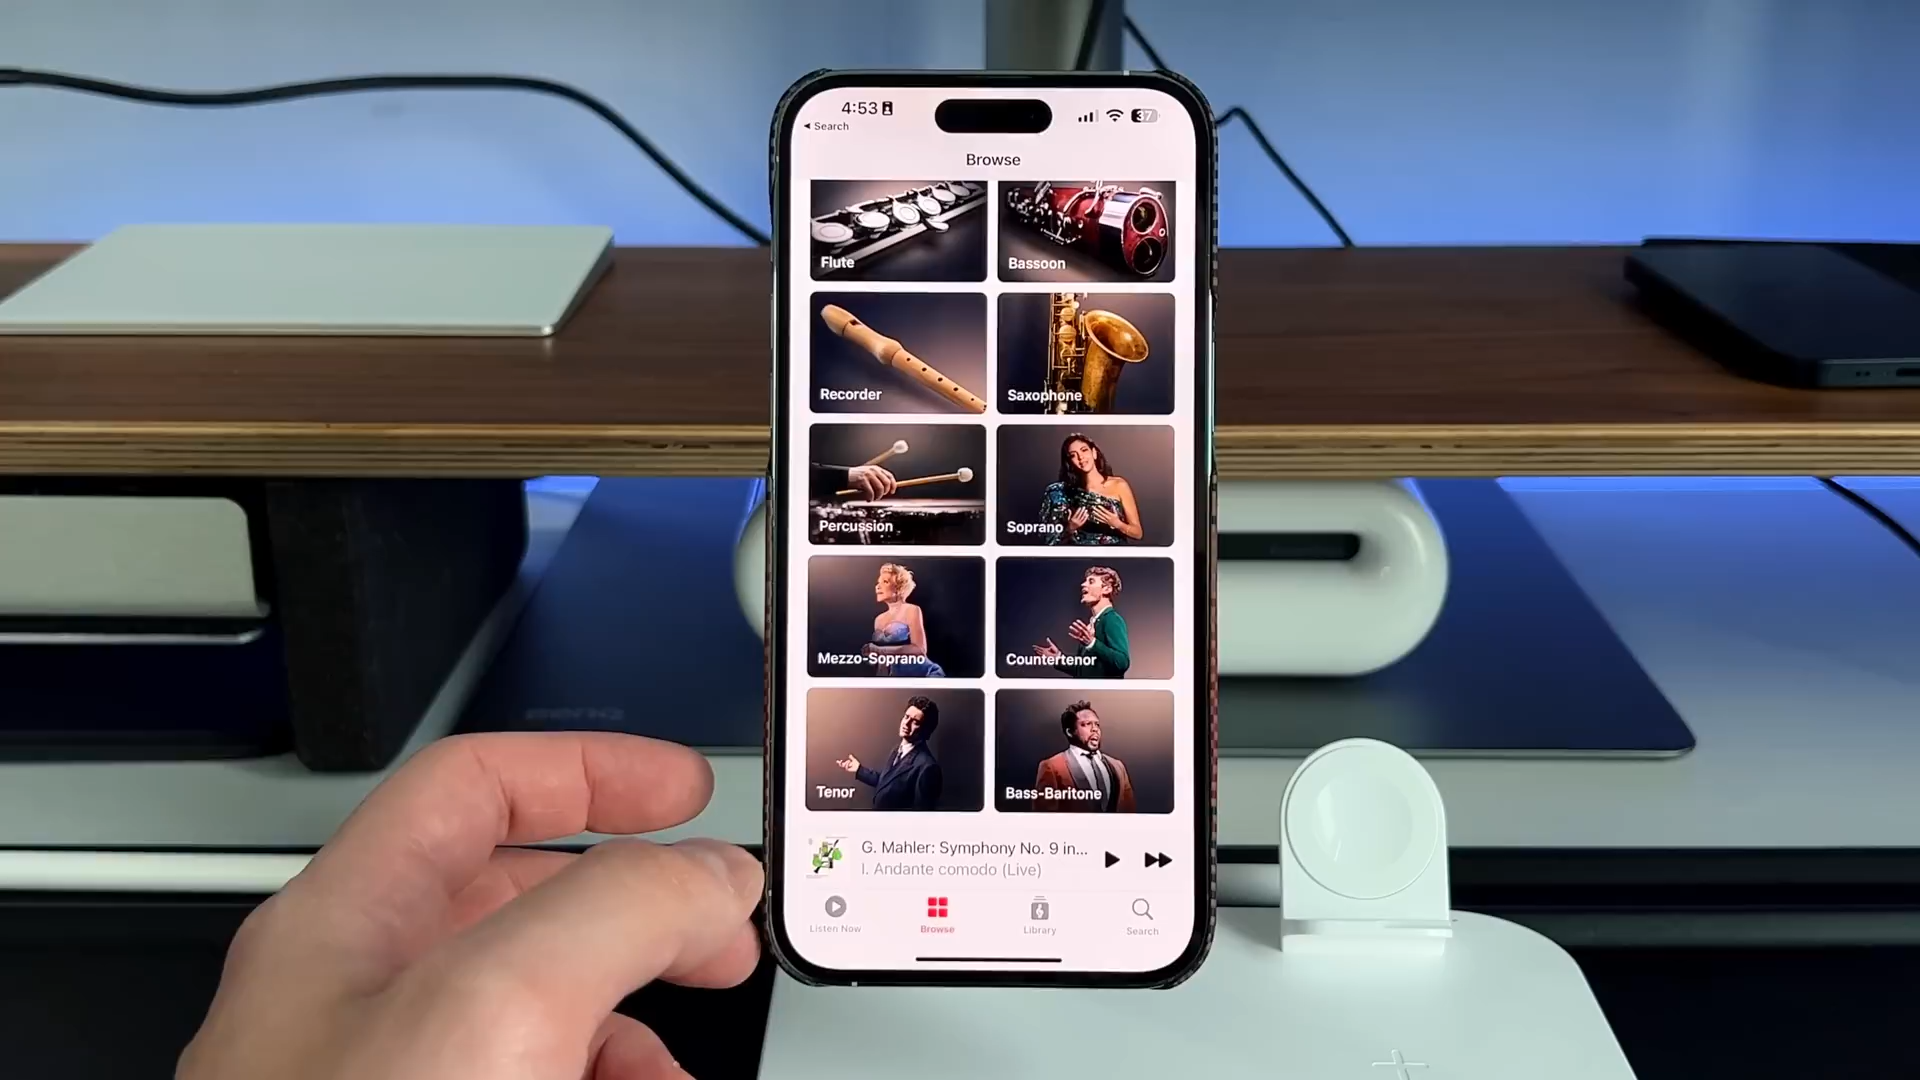 4:53
37
◂ Search
Browse
Flute
Bassoon
Recorder
Saxophone
Percussion
Soprano
Mezzo-Soprano
Countertenor
Tenor
Bass-Baritone
G. Mahler: Symphony No. 9 in...
I. Andante comodo (Live)
Listen Now
Browse
Library
Search